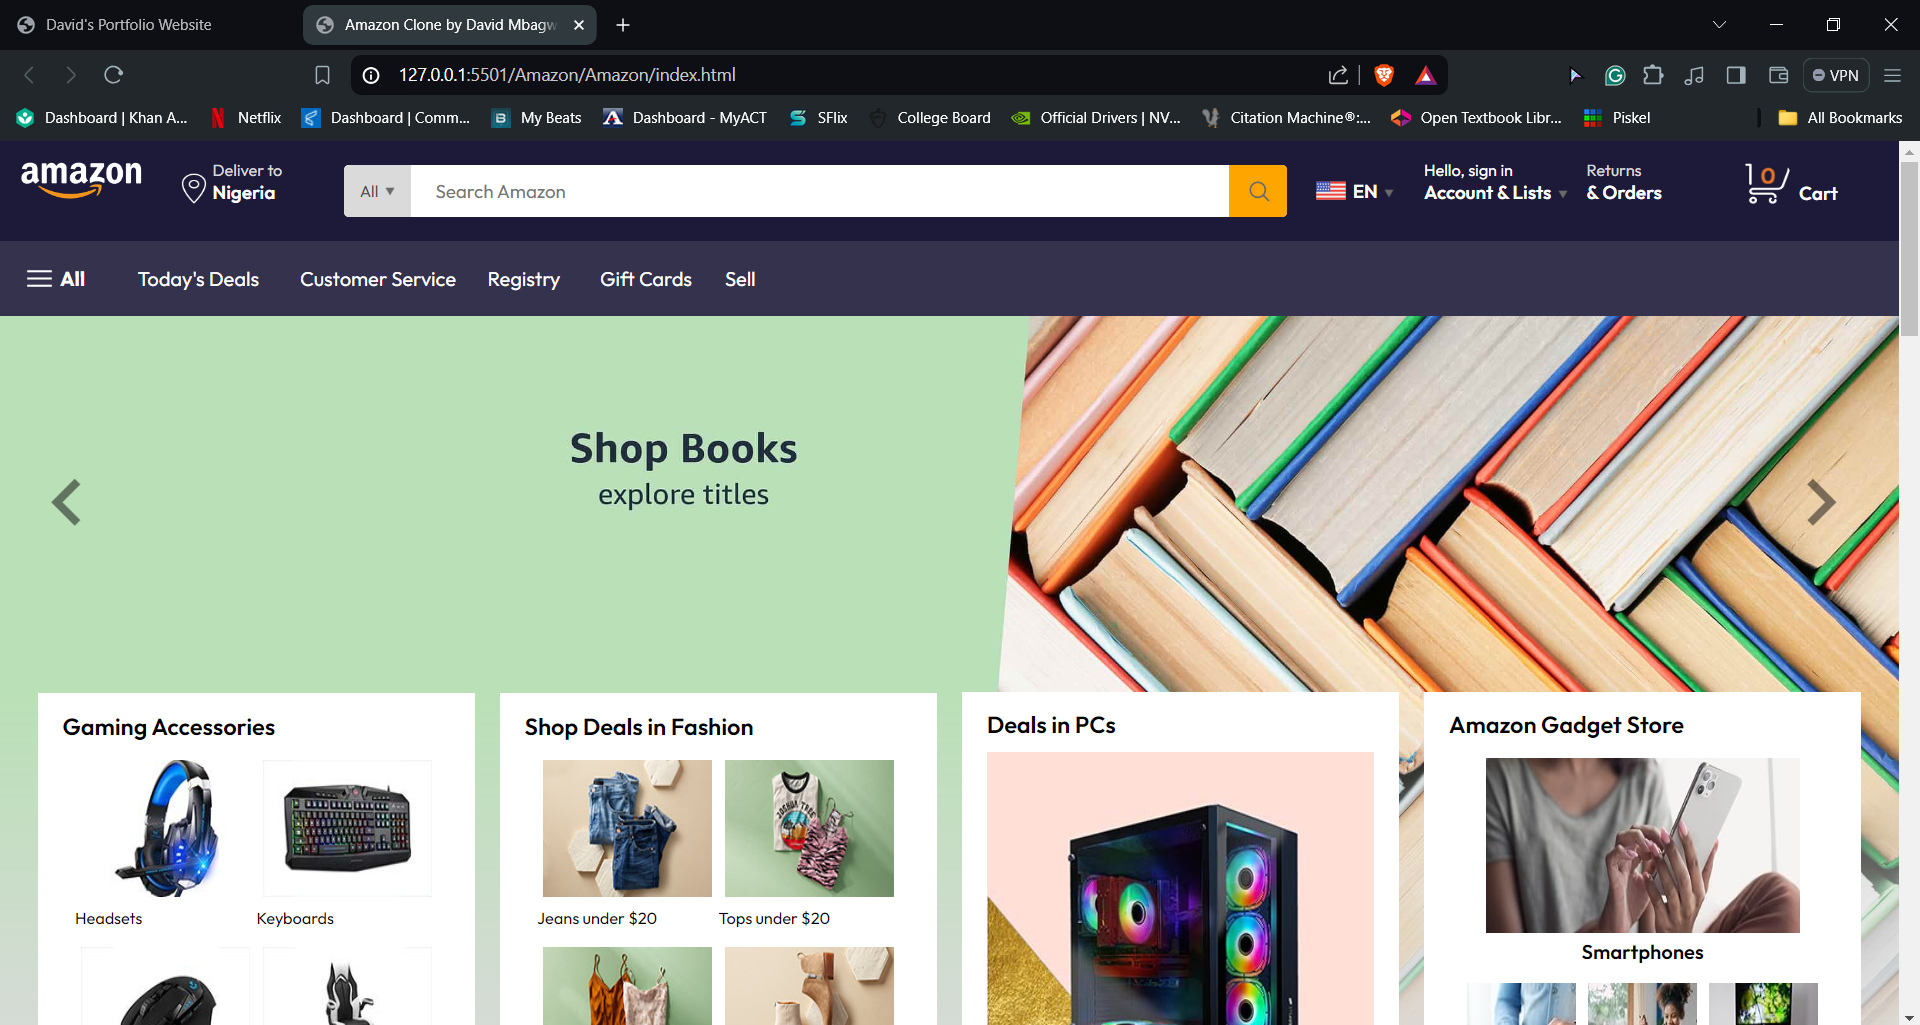 David's Portfolio Website
Amazon Clone by David Mbagw
127.0.0.1:5501/Amazon/Amazon/index.html
VPN
Dashboard | Khan A...
Netflix
Dashboard | Comm...
My Beats
Dashboard - MyACT
SFlix
College Board
Official Drivers | NV...
Citation Machine®:...
Open Textbook Libr...
Piskel
All Bookmarks
amazon
Deliver to
Nigeria
All
Search Amazon
EN
Hello, sign in
Account & Lists
Returns
& Orders
0
Cart
All
Today's Deals
Customer Service
Registry
Gift Cards
Sell
Shop Books
explore titles
Gaming Accessories
Headsets
Keyboards
Shop Deals in Fashion
JOSHUA TREE
Jeans under $20
Tops under $20
Deals in PCs
Amazon Gadget Store
Smartphones